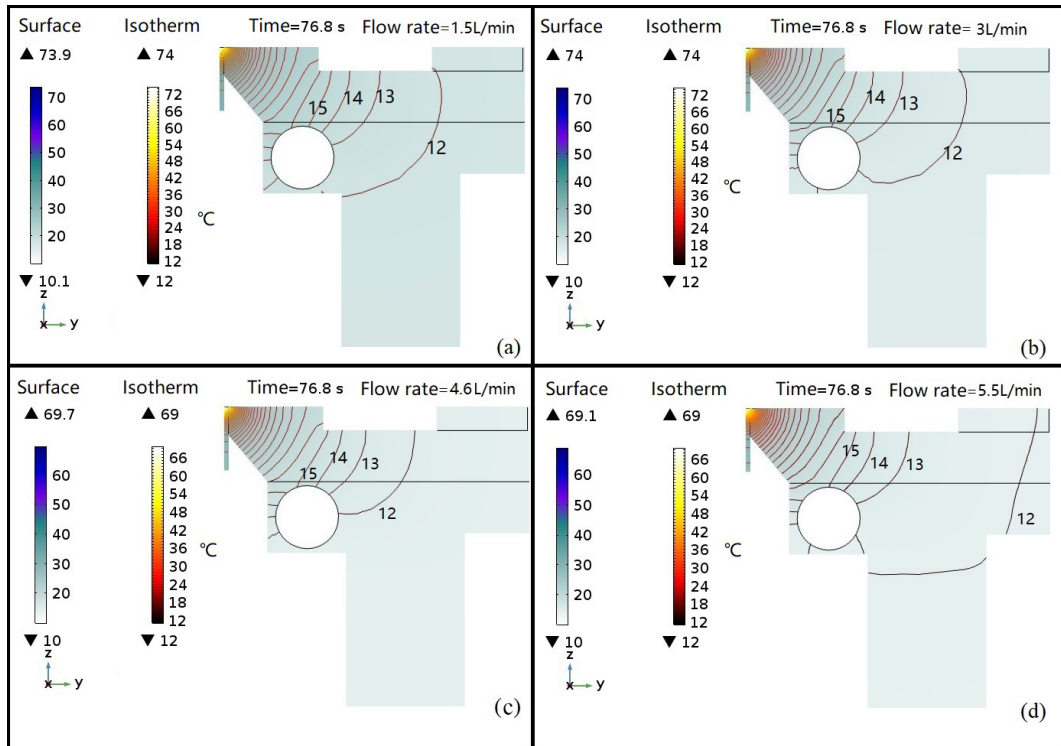 Surface Isotherm Time=76.8 s Flow rate=1.5L/min
▲ 73.9 ▲ 74
70
60
50
40
30
20
10
72
66
60
54
48
42
36
30
24
18
12
℃
▼ 10.1 ▼ 12
z
x y
15 14 13
12
(a)
Surface Isotherm Time=76.8 s Flow rate= 3L/min
▲ 74 ▲ 74
70
60
50
40
30
20
10
72
66
60
54
48
42
36
30
24
18
12
℃
▼ 10 ▼ 12
z
x y
15 14 13
12
(b)
Surface Isotherm Time=76.8 s Flow rate=4.6L/min
▲ 69.7 ▲ 69
60
50
40
30
20
66
60
54
48
42
36
30
24
18
12
℃
▼ 10 ▼ 12
z
x y
15 14 13
12
(c)
Surface Isotherm Time=76.8 s Flow rate=5.5L/min
▲ 69.1 ▲ 69
60
50
40
30
20
66
60
54
48
42
36
30
24
18
12
℃
▼ 10 ▼ 12
z
x y
15 14 13
12
(d)